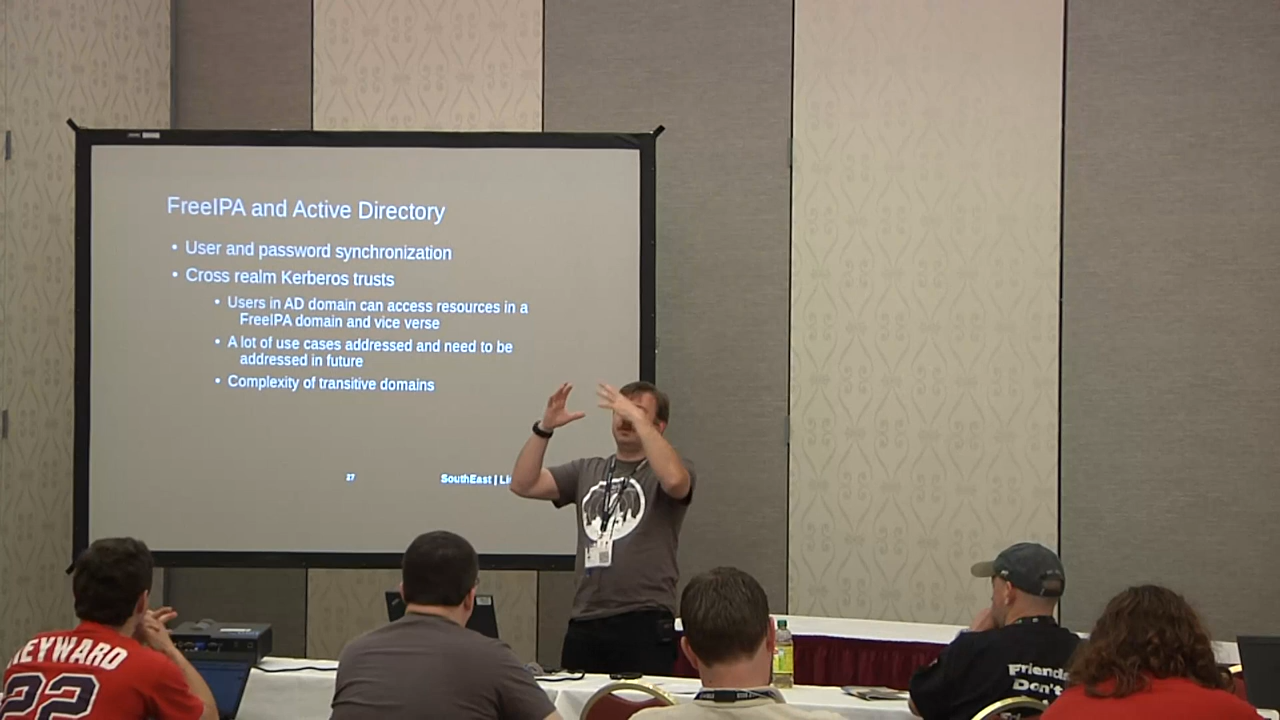 FreeIPA and Active Directory
• User and password synchronization
• Cross realm Kerberos trusts
• Users in AD domain can access resources in a
FreeIPA domain and vice verse
• A lot of use cases addressed and need to be
addressed in future
• Complexity of transitive domains
27
SouthEast |
HEYWARD
22
Friends
Don't